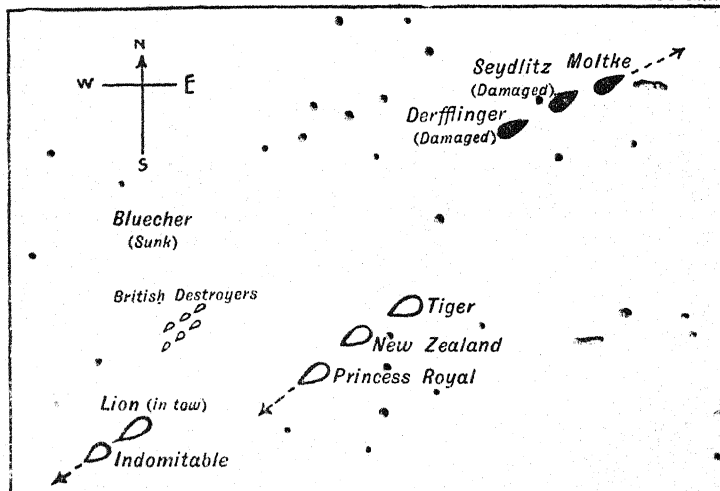 N
W E
S
Seydlitz Moltke
(Damaged)
Derfflinger
(Damaged)
Bluecher
(Sunk)
British Destroyers
Tiger
New Zealand
Princess Royal
Lion (in tow)
Indomitable